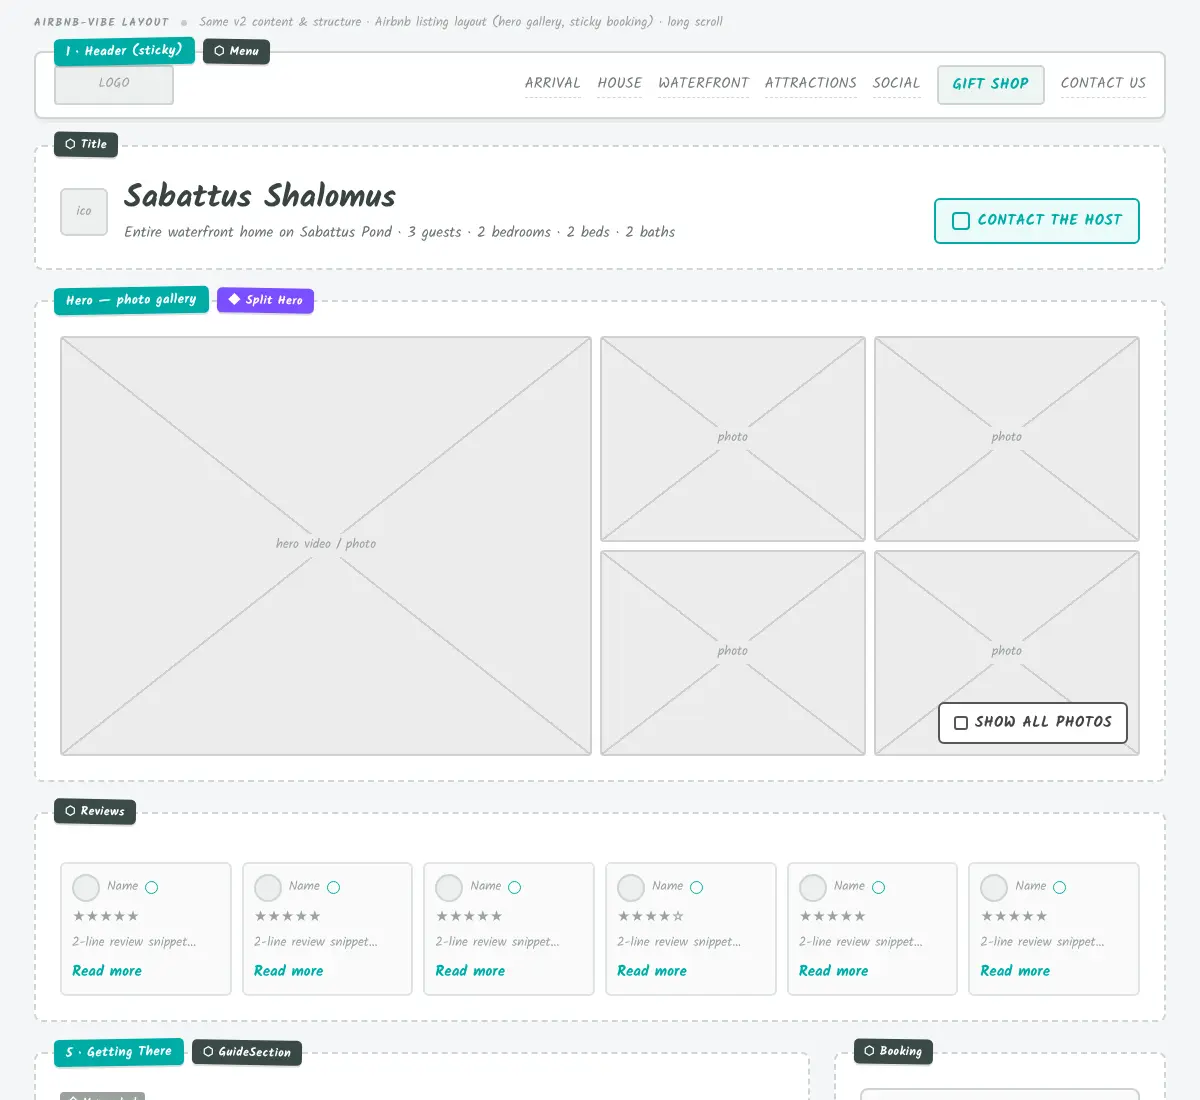 AIRBNB-VIBE LAYOUT • Same v2 content & structure · Airbnb listing layout (hero gallery, sticky booking) · long scroll
1 · Header (sticky) ⬡ Menu
LOGO ARRIVAL HOUSE WATERFRONT ATTRACTIONS SOCIAL GIFT SHOP CONTACT US
⬡ Title
ico
Sabattus Shalomus
Entire waterfront home on Sabattus Pond · 3 guests · 2 bedrooms · 2 beds · 2 baths
CONTACT THE HOST
Hero — photo gallery ◆ Split Hero
photo photo
hero video / photo
photo photo
SHOW ALL PHOTOS
⬡ Reviews
Name Name Name Name Name Name
★★★★★ ★★★★★ ★★★★★ ★★★★☆ ★★★★★ ★★★★★
2-line review snippet... 2-line review snippet... 2-line review snippet... 2-line review snippet... 2-line review snippet... 2-line review snippet...
Read more Read more Read more Read more Read more Read more
5 · Getting There ⬡ GuideSection ⬡ Booking